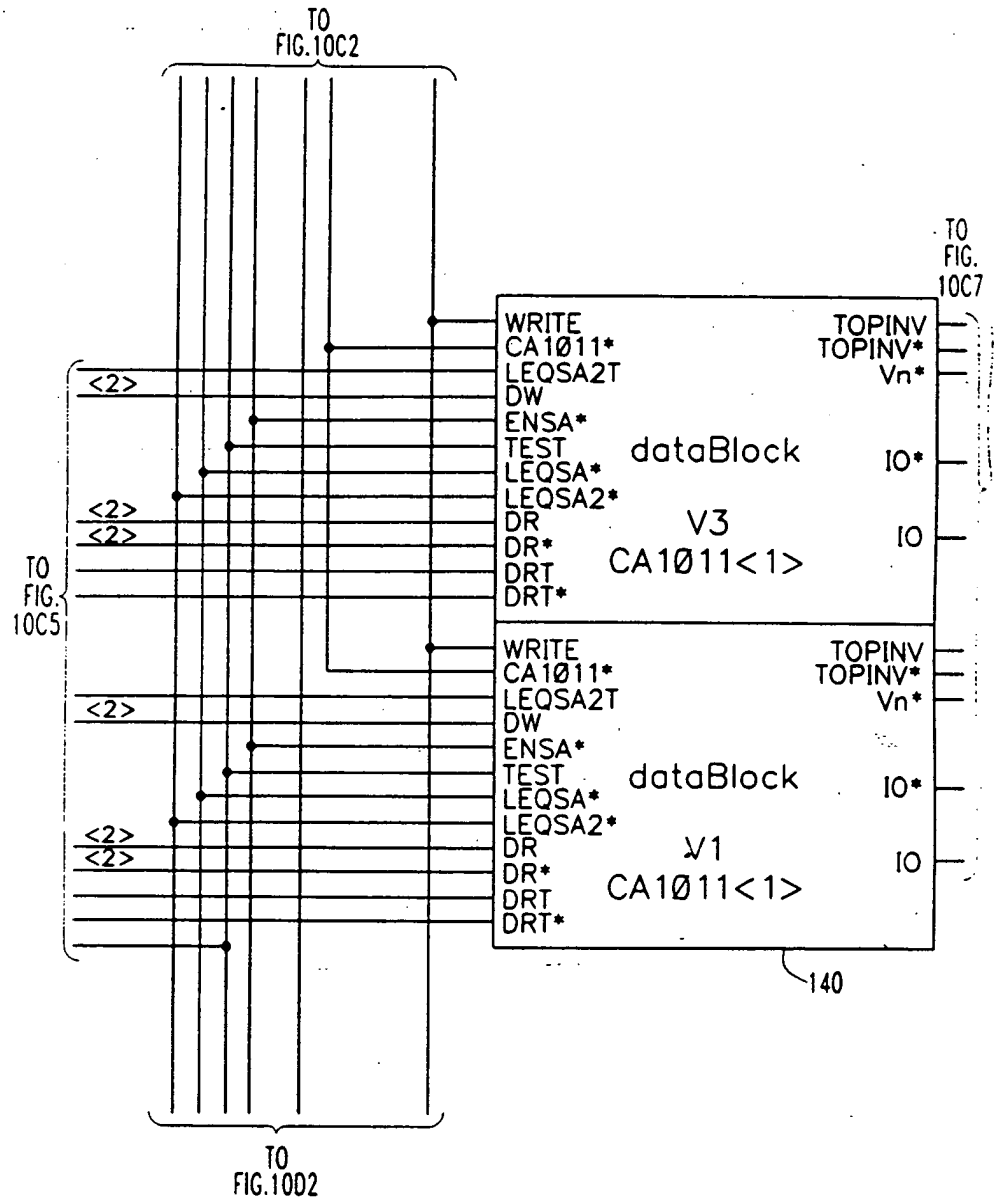 TO
FIG.10C2
TO
FIG.
10C7
WRITE
CA1Ø11*
LEQSA2T
<2>
DW
ENSA*
TEST
LEQSA*
LEQSA2*
<2>
DR
<2>
DR*
DRT
DRT*
dataBlock
V3
CA1Ø11<1>
TOPINV
TOPINV*
Vn*
IO*
IO
TO
FIG.
10C5
WRITE
CA1Ø11*
LEQSA2T
<2>
DW
ENSA*
TEST
LEQSA*
LEQSA2*
<2>
DR
<2>
DR*
DRT
DRT*
dataBlock
V1
CA1Ø11<1>
TOPINV
TOPINV*
Vn*
IO*
IO
140
TO
FIG.10D2